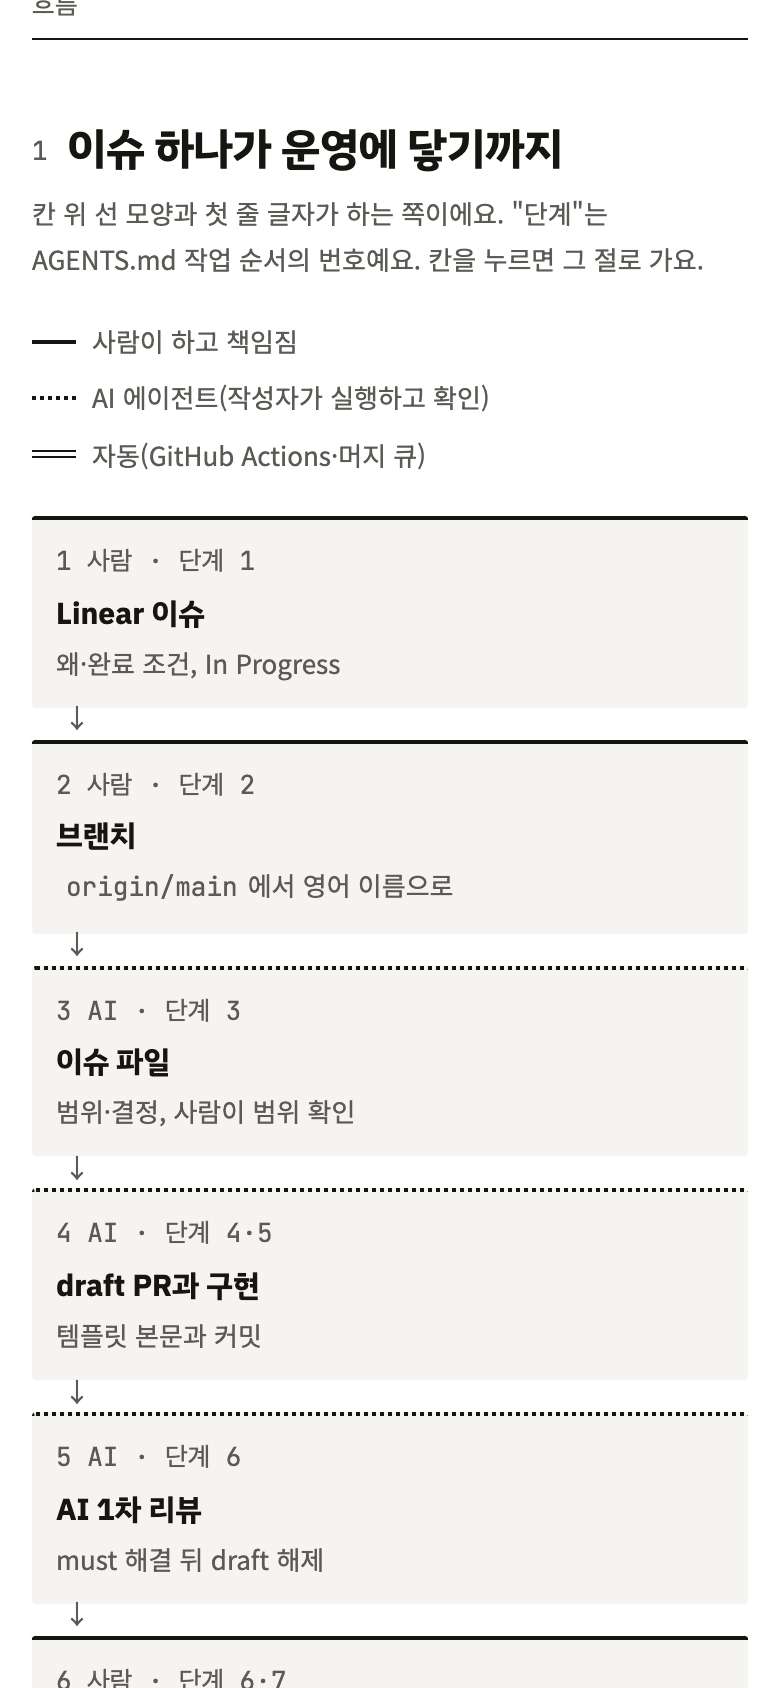 흐름
1 이슈 하나가 운영에 닿기까지
칸 위 선 모양과 첫 줄 글자가 하는 쪽이에요. "단계"는
AGENTS.md 작업 순서의 번호예요. 칸을 누르면 그 절로 가요.
사람이 하고 책임짐
AI 에이전트(작성자가 실행하고 확인)
자동(GitHub Actions·머지 큐)
1 사람 · 단계 1
Linear 이슈
왜·완료 조건, In Progress
↓
2 사람 · 단계 2
브랜치
origin/main 에서 영어 이름으로
↓
3 AI · 단계 3
이슈 파일
범위·결정, 사람이 범위 확인
↓
4 AI · 단계 4·5
draft PR과 구현
템플릿 본문과 커밋
↓
5 AI · 단계 6
AI 1차 리뷰
must 해결 뒤 draft 해제
↓
6 사람 · 단계 6·7